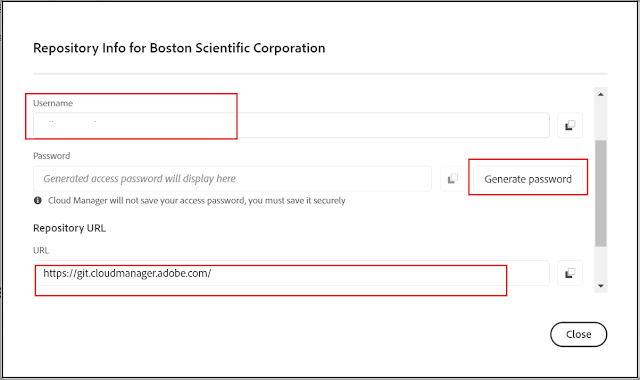 Repository Info for Boston Scientific Corporation
Username
Password
Generated access password will display here
Generate password
Cloud Manager will not save your access password, you must save it securely
Repository URL
URL
https://git.cloudmanager.adobe.com/
Close